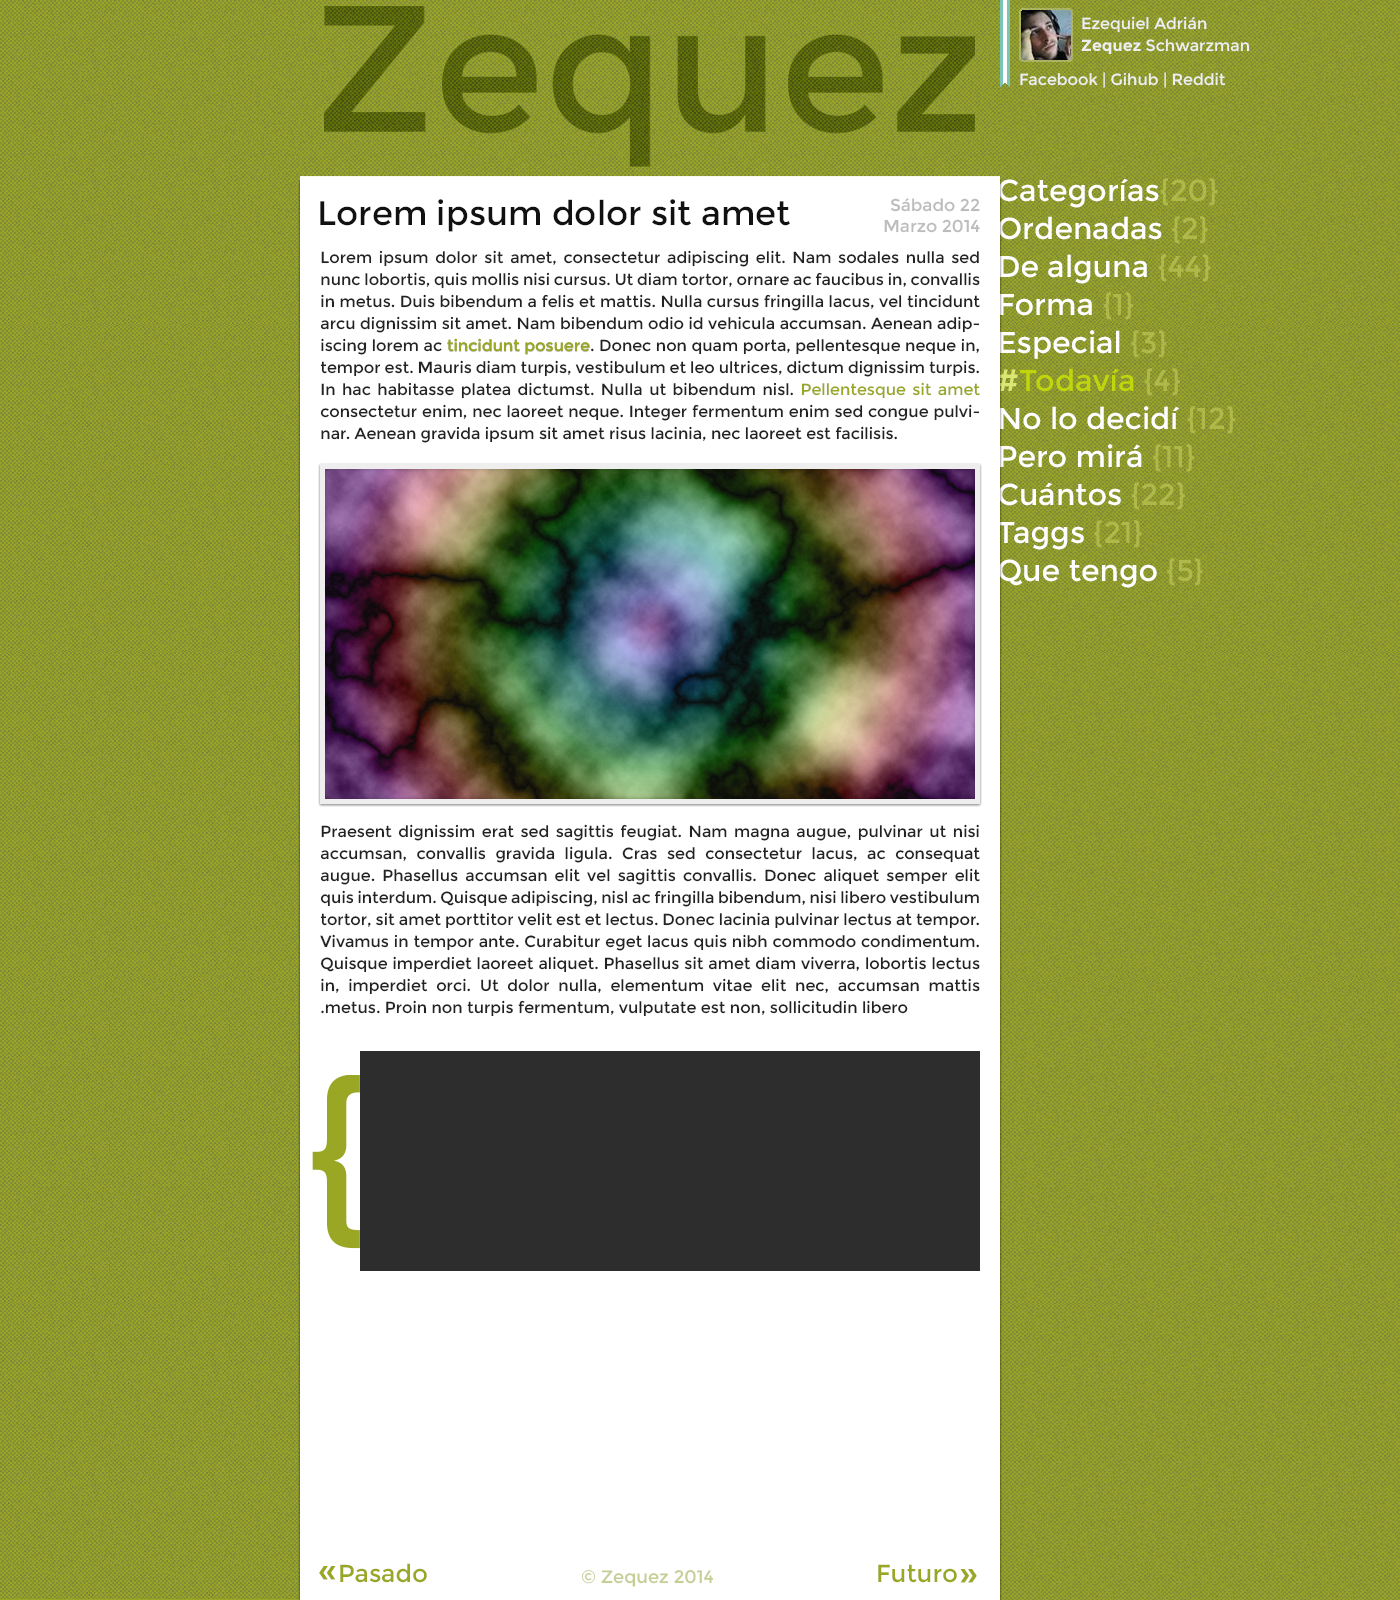 Zequez
Ezequiel Adrián
Zequez Schwarzman
Facebook | Gihub | Reddit
Lorem ipsum dolor sit amet
Sábado 22
Marzo 2014
Lorem ipsum dolor sit amet, consectetur adipiscing elit. Nam sodales nulla sed
nunc lobortis, quis mollis nisi cursus. Ut diam tortor, ornare ac faucibus in, convallis
in metus. Duis bibendum a felis et mattis. Nulla cursus fringilla lacus, vel tincidunt
arcu dignissim sit amet. Nam bibendum odio id vehicula accumsan. Aenean adip-
iscing lorem ac tincidunt posuere. Donec non quam porta, pellentesque neque in,
tempor est. Mauris diam turpis, vestibulum et leo ultrices, dictum dignissim turpis.
In hac habitasse platea dictumst. Nulla ut bibendum nisl. Pellentesque sit amet
consectetur enim, nec laoreet neque. Integer fermentum enim sed congue pulvi-
nar. Aenean gravida ipsum sit amet risus lacinia, nec laoreet est facilisis.
Praesent dignissim erat sed sagittis feugiat. Nam magna augue, pulvinar ut nisi
accumsan, convallis gravida ligula. Cras sed consectetur lacus, ac consequat
augue. Phasellus accumsan elit vel sagittis convallis. Donec aliquet semper elit
quis interdum. Quisque adipiscing, nisl ac fringilla bibendum, nisi libero vestibulum
tortor, sit amet porttitor velit est et lectus. Donec lacinia pulvinar lectus at tempor.
Vivamus in tempor ante. Curabitur eget lacus quis nibh commodo condimentum.
Quisque imperdiet laoreet aliquet. Phasellus sit amet diam viverra, lobortis lectus
in, imperdiet orci. Ut dolor nulla, elementum vitae elit nec, accumsan mattis
.metus. Proin non turpis fermentum, vulputate est non, sollicitudin libero
{
«Pasado
© Zequez 2014
Futuro»
Categorías{20}
Ordenadas {2}
De alguna {44}
Forma {1}
Especial {3}
#Todavía {4}
No lo decidí {12}
Pero mirá {11}
Cuántos {22}
Taggs {21}
Que tengo {5}